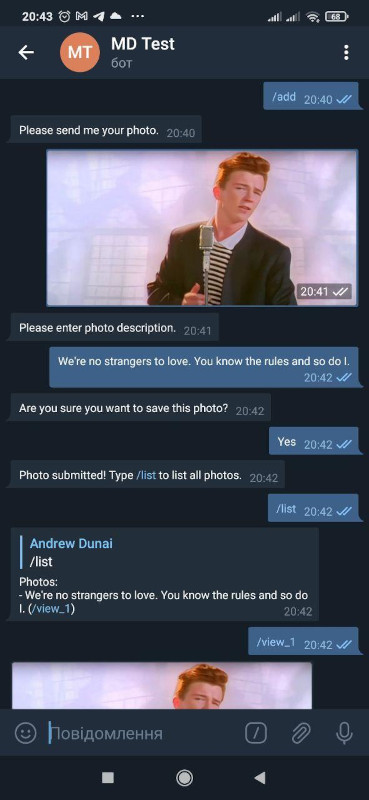 20:43
68
MT
MD Test
бот
/add 20:40
Please send me your photo. 20:40
20:41
Please enter photo description. 20:41
We're no strangers to love. You know the rules and so do I.
20:42
Are you sure you want to save this photo? 20:42
Yes 20:42
Photo submitted! Type /list to list all photos. 20:42
/list 20:42
Andrew Dunai
/list
Photos:
- We're no strangers to love. You know the rules and so do
I. (/view_1)
20:42
/view_1 20:42
Повідомлення